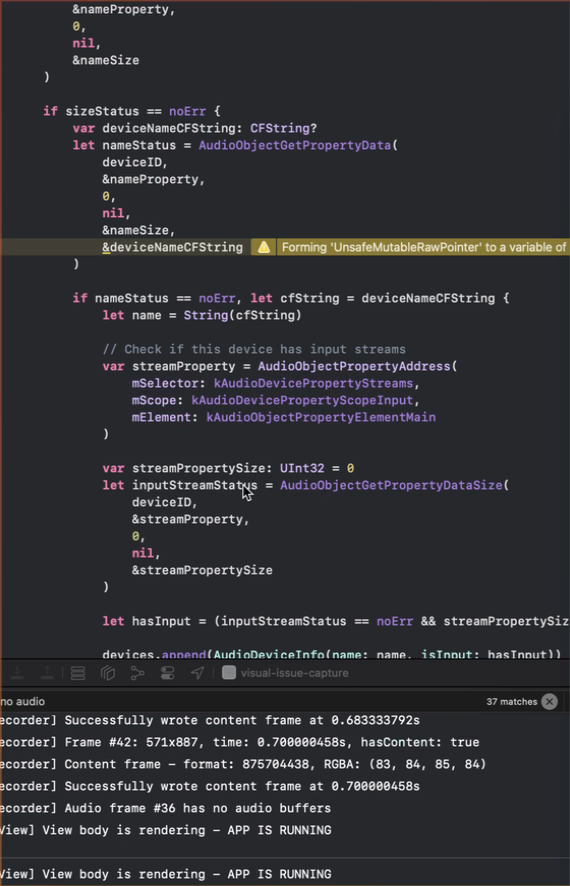 &nameProperty,
0,
nil,
&nameSize
)
if sizeStatus == noErr {
var deviceNameCFString: CFString?
let nameStatus = AudioObjectGetPropertyData(
deviceID,
&nameProperty,
0,
nil,
&nameSize,
&deviceNameCFString Forming 'UnsafeMutableRawPointer' to a variable of
)
if nameStatus == noErr, let cfString = deviceNameCFString {
let name = String(cfString)
// Check if this device has input streams
var streamProperty = AudioObjectPropertyAddress(
mSelector: kAudioDevicePropertyStreams,
mScope: kAudioDevicePropertyScopeInput,
mElement: kAudioObjectPropertyElementMain
)
var streamPropertySize: UInt32 = 0
let inputStreamStatus = AudioObjectGetPropertyDataSize(
deviceID,
&streamProperty,
0,
nil,
&streamPropertySize
)
let hasInput = (inputStreamStatus == noErr && streamPropertySiz
devices.append(AudioDeviceInfo(name: name, isInput: hasInput))
visual-issue-capture
no audio 37 matches
ecorder] Successfully wrote content frame at 0.683333792s
ecorder] Frame #42: 571x887, time: 0.700000458s, hasContent: true
ecorder] Content frame – format: 875704438, RGBA: (83, 84, 85, 84)
ecorder] Successfully wrote content frame at 0.700000458s
ecorder] Audio frame #36 has no audio buffers
View] View body is rendering – APP IS RUNNING
View] View body is rendering – APP IS RUNNING